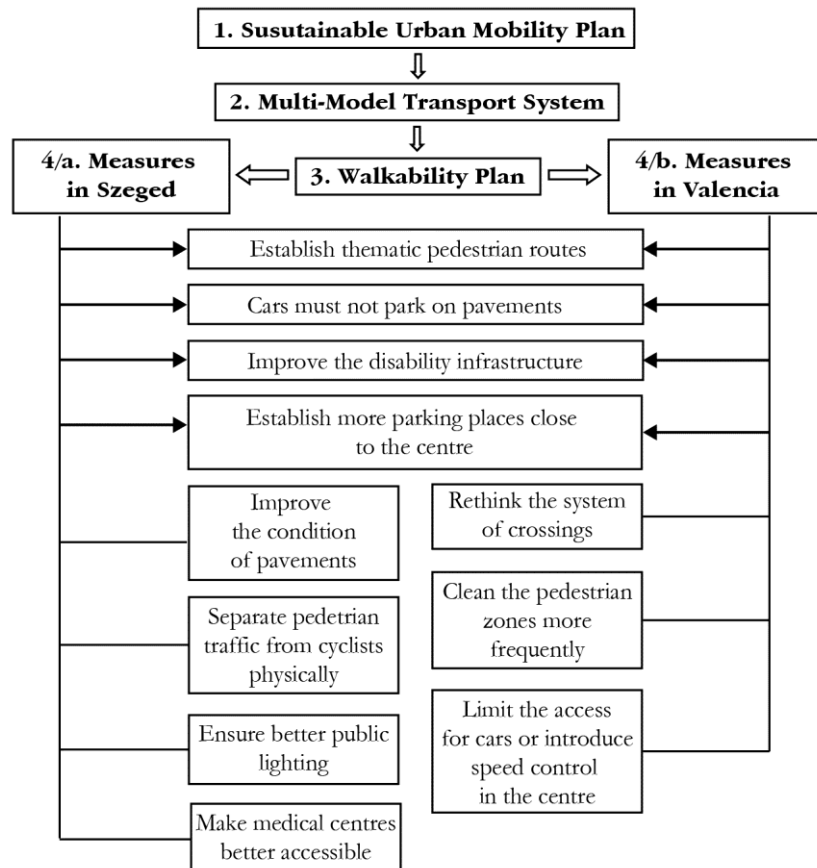 1. Susutainable Urban Mobility Plan
2. Multi-Model Transport System
4/a. Measures
in Szeged
3. Walkability Plan
4/b. Measures
in Valencia
Establish thematic pedestrian routes
Cars must not park on pavements
Improve the disability infrastructure
Establish more parking places close
to the centre
Improve
the condition
of pavements
Rethink the system
of crossings
Separate pedetrian
traffic from cyclists
physically
Clean the pedestrian
zones more
frequently
Ensure better public
lighting
Limit the access
for cars or introduce
speed control
in the centre
Make medical centres
better accessible